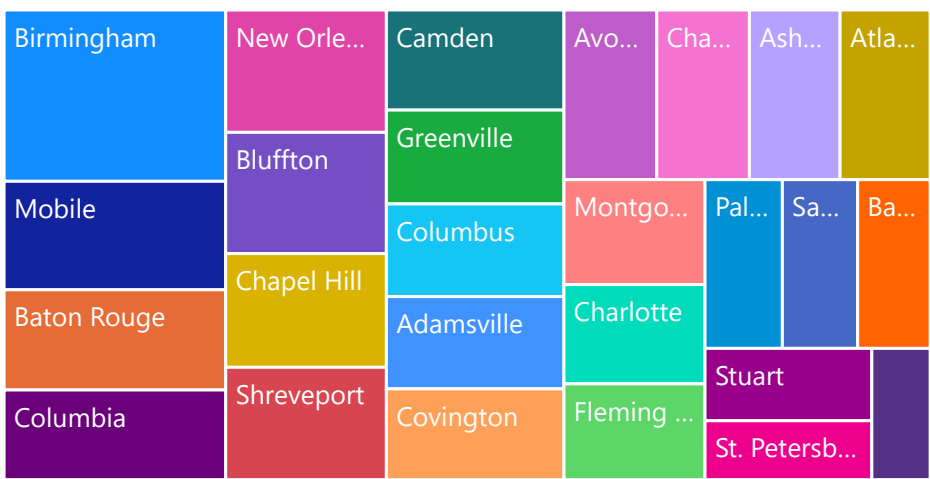 Birmingham
Mobile
Baton Rouge
Columbia
New Orle...
Bluffton
Chapel Hill
Shreveport
Camden
Greenville
Columbus
Adamsville
Covington
Avo...
Cha...
Ash...
Atla...
Montgo...
Charlotte
Fleming ...
Pal...
Sa...
Ba...
Stuart
St. Petersb...